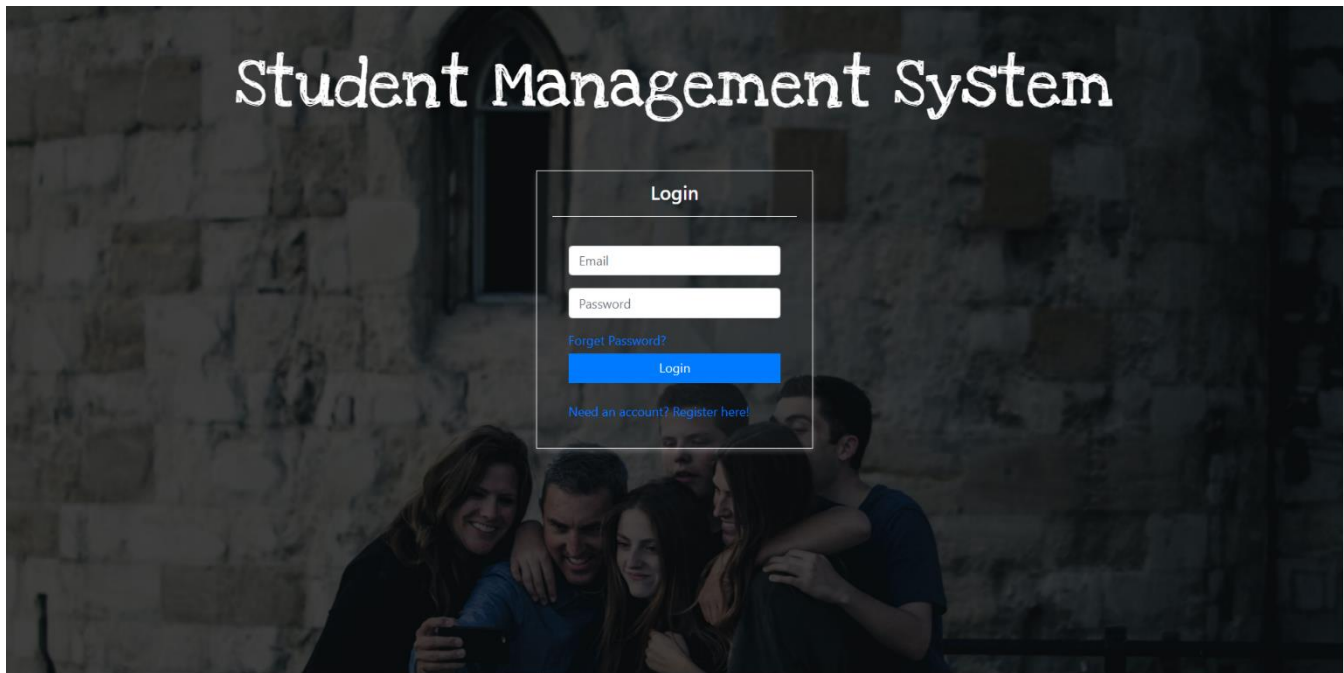 Student Management System
Login
Email
Password
Forget Password?
Login
Need an account? Register here!